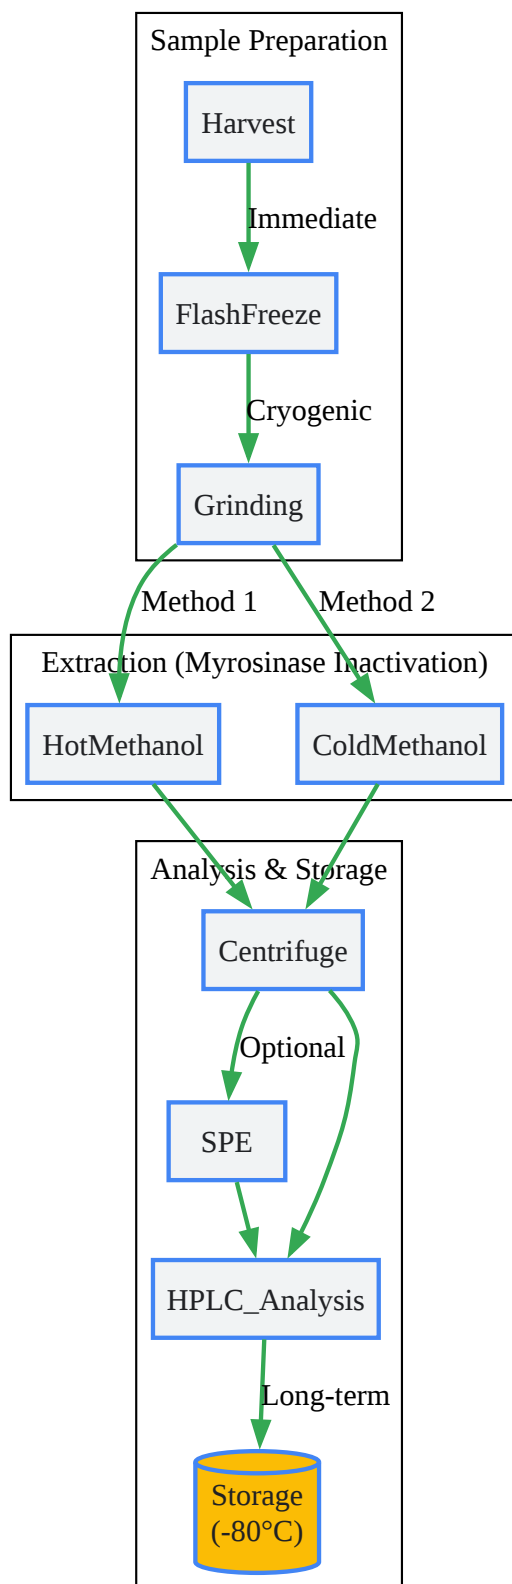 Sample Preparation
Harvest
Immediate
FlashFreeze
Cryogenic
Grinding
Method 1
Method 2
Extraction (Myrosinase Inactivation)
HotMethanol
ColdMethanol
Analysis & Storage
Centrifuge
Optional
SPE
HPLC_Analysis
Long-term
Storage
(-80°C)